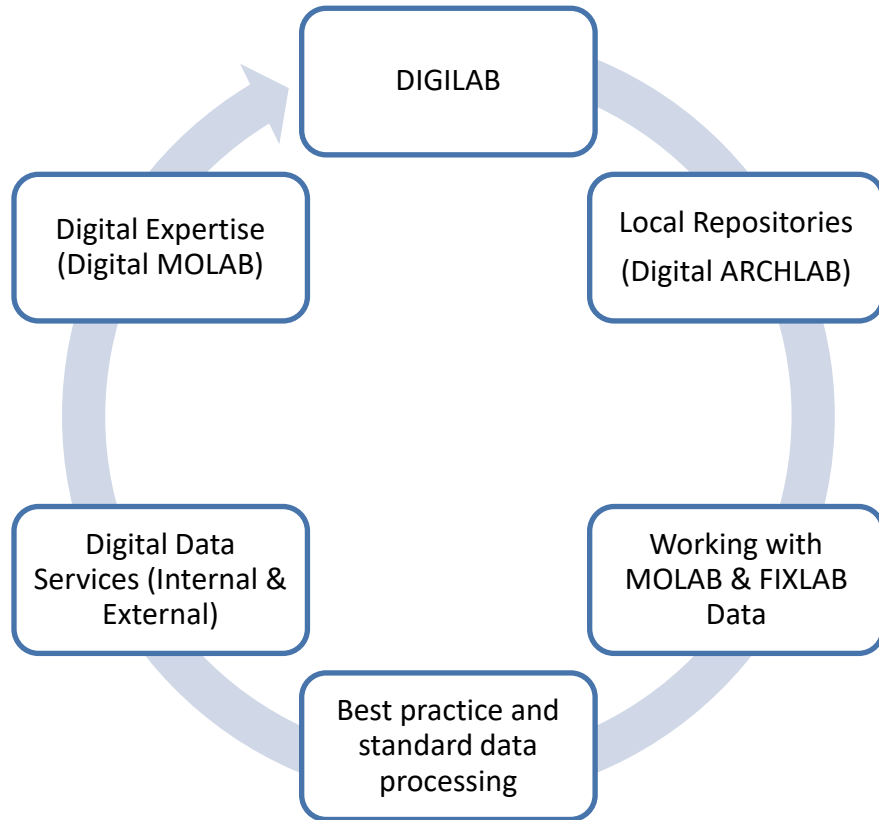 DIGILAB
Local Repositories
(Digital ARCHLAB)
Working with
MOLAB & FIXLAB
Data
Best practice and
standard data
processing
Digital Data
Services (Internal &
External)
Digital Expertise
(Digital MOLAB)